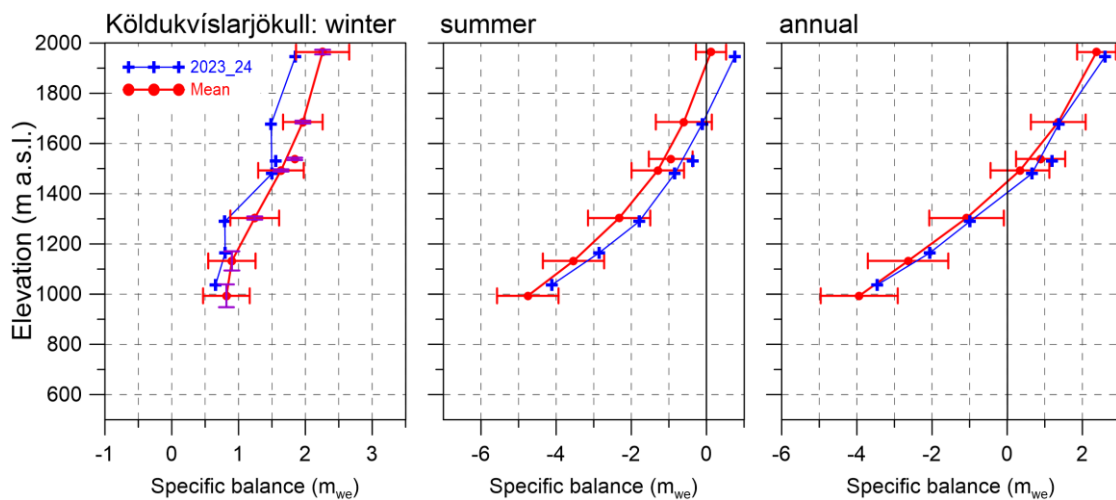 Köldukvíslarjökull: winter
summer
annual
Elevation (m a.s.l.)
2000
1800
1600
1400
1200
1000
800
600
2023_24
Mean
-1 0 1 2 3
-6 -4 -2 0
-6 -4 -2 0 2
Specific balance (mwe)
Specific balance (mwe)
Specific balance (mwe)